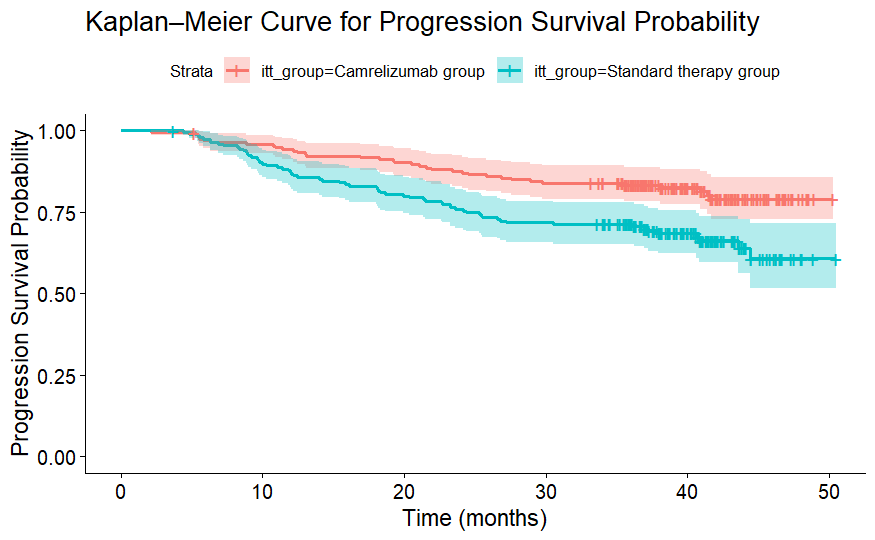 Kaplan–Meier Curve for Progression Survival Probability
Strata itt_group=Camrelizumab group itt_group=Standard therapy group
Progression Survival Probability
1.00
0.75
0.50
0.25
0.00
0 10 20 30 40 50
Time (months)